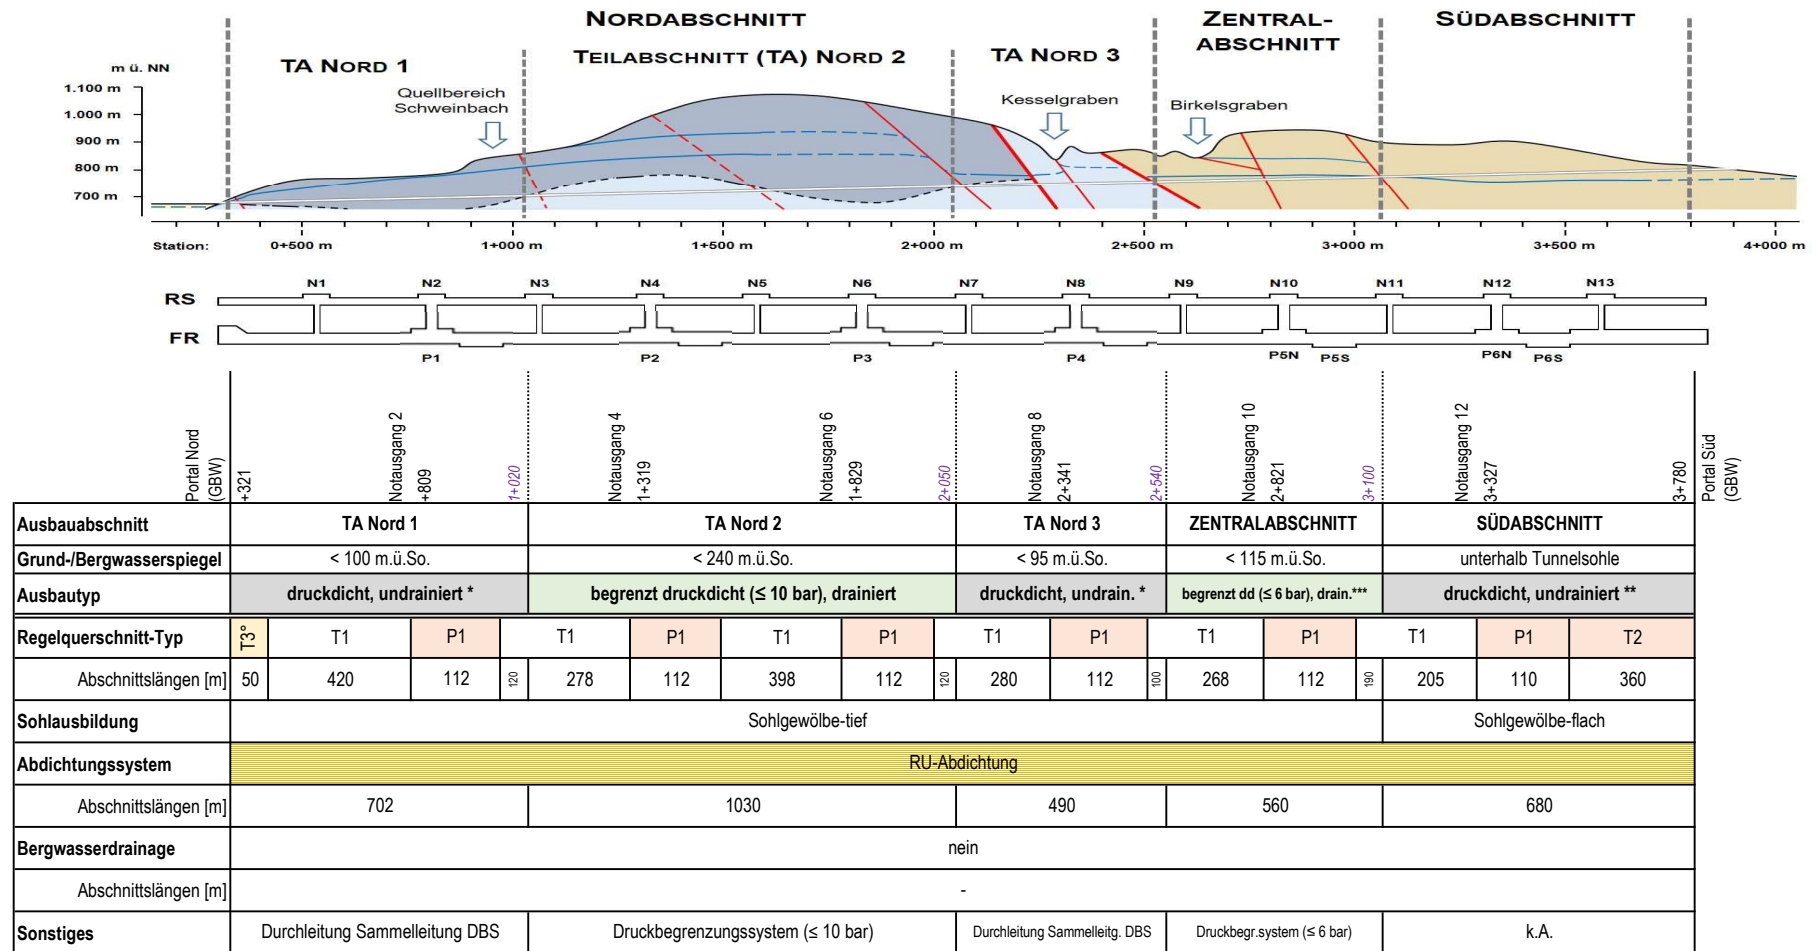 NORDABSCHNITT
ZENTRAL-
ABSCHNITT
SÜDABSCHNITT
TA NORD 1
TEILABSCHNITT (TA) NORD 2
TA NORD 3
m ü. NN
1.100 m
1.000 m
900 m
800 m
700 m
Quellbereich
Schweinbach
Kesselgraben
Birkelsgraben
Station:
0+500 m
1+000 m
1+500 m
2+000 m
2+500 m
3+000 m
3+500 m
4+000 m
RS
N1 N2 N3 N4 N5 N6 N7 N8 N9 N10 N11 N12 N13
FR
P1 P2 P3 P4 P5N P5S P6N P6S
Portal Nord
(GBW)
+321
Notausgang 2
+809
1+020
Notausgang 4
1+319
Notausgang 6
1+829
2+050
Notausgang 8
2+341
2+540
Notausgang 10
2+821
3+100
Notausgang 12
3+327
3+780
Portal Süd
(GBW)
Ausbauabschnitt TA Nord 1 TA Nord 2 TA Nord 3 ZENTRALABSCHNITT SÜDABSCHNITT
Grund-/Bergwasserspiegel < 100 m.ü.So. < 240 m.ü.So. < 95 m.ü.So. < 115 m.ü.So. unterhalb Tunnelsohle
Ausbautyp druckdicht, undrainiert * begrenzt druckdicht (≤ 10 bar), drainiert druckdicht, undrain. * begrenzt dd (≤ 6 bar), drain.*** druckdicht, undrainiert **
Regelquerschnitt-Typ T3° T1 P1 T1 P1 T1 P1 T1 P1 T1 P1 T1 P1 T2
Abschnittslängen [m] 50 420 112 120 278 112 398 112 120 280 112 100 268 112 190 205 110 360
Sohlausbildung Sohlgewölbe-tief Sohlgewölbe-flach
Abdichtungssystem RU-Abdichtung
Abschnittslängen [m] 702 1030 490 560 680
Bergwasserdrainage nein
Abschnittslängen [m] -
Sonstiges Durchleitung Sammelleitung DBS Druckbegrenzungssystem (≤ 10 bar) Durchleitung Sammelleitg. DBS Druckbegr.system (≤ 6 bar) k.A.